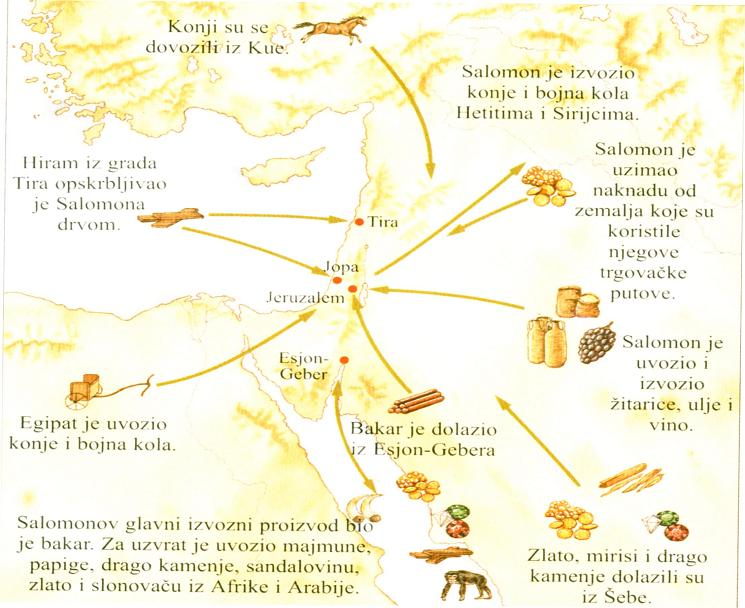 Konji su se
dovozili iz Kue.
Salomon je izvozio
konje i bojna kola
Hetitima i Sirijcima.
Hiram iz grada
Tira opskrbljivao
je Salomona
drvom.
Salomon je
uzimao
naknadu od
zemalja koje su
koristile
njegove
trgovačke
putove.
Tira
Jopa
Jeruzalem
Esjon-
Geber
Salomon je
uvozio i
izvozio
žitarice, ulje i
vino.
Egipat je uvozio
konje i bojna kola.
Bakar je dolazio
iz Esjon-Gebera
Salomonov glavni izvozni proizvod bio
je bakar. Za uzvrat je uvozio majmune,
papige, drago kamenje, sandalovinu,
zlato i slonovaču iz Afrike i Arabije.
Zlato, mirisi i drago
kamenje dolazili su
iz Šebe.